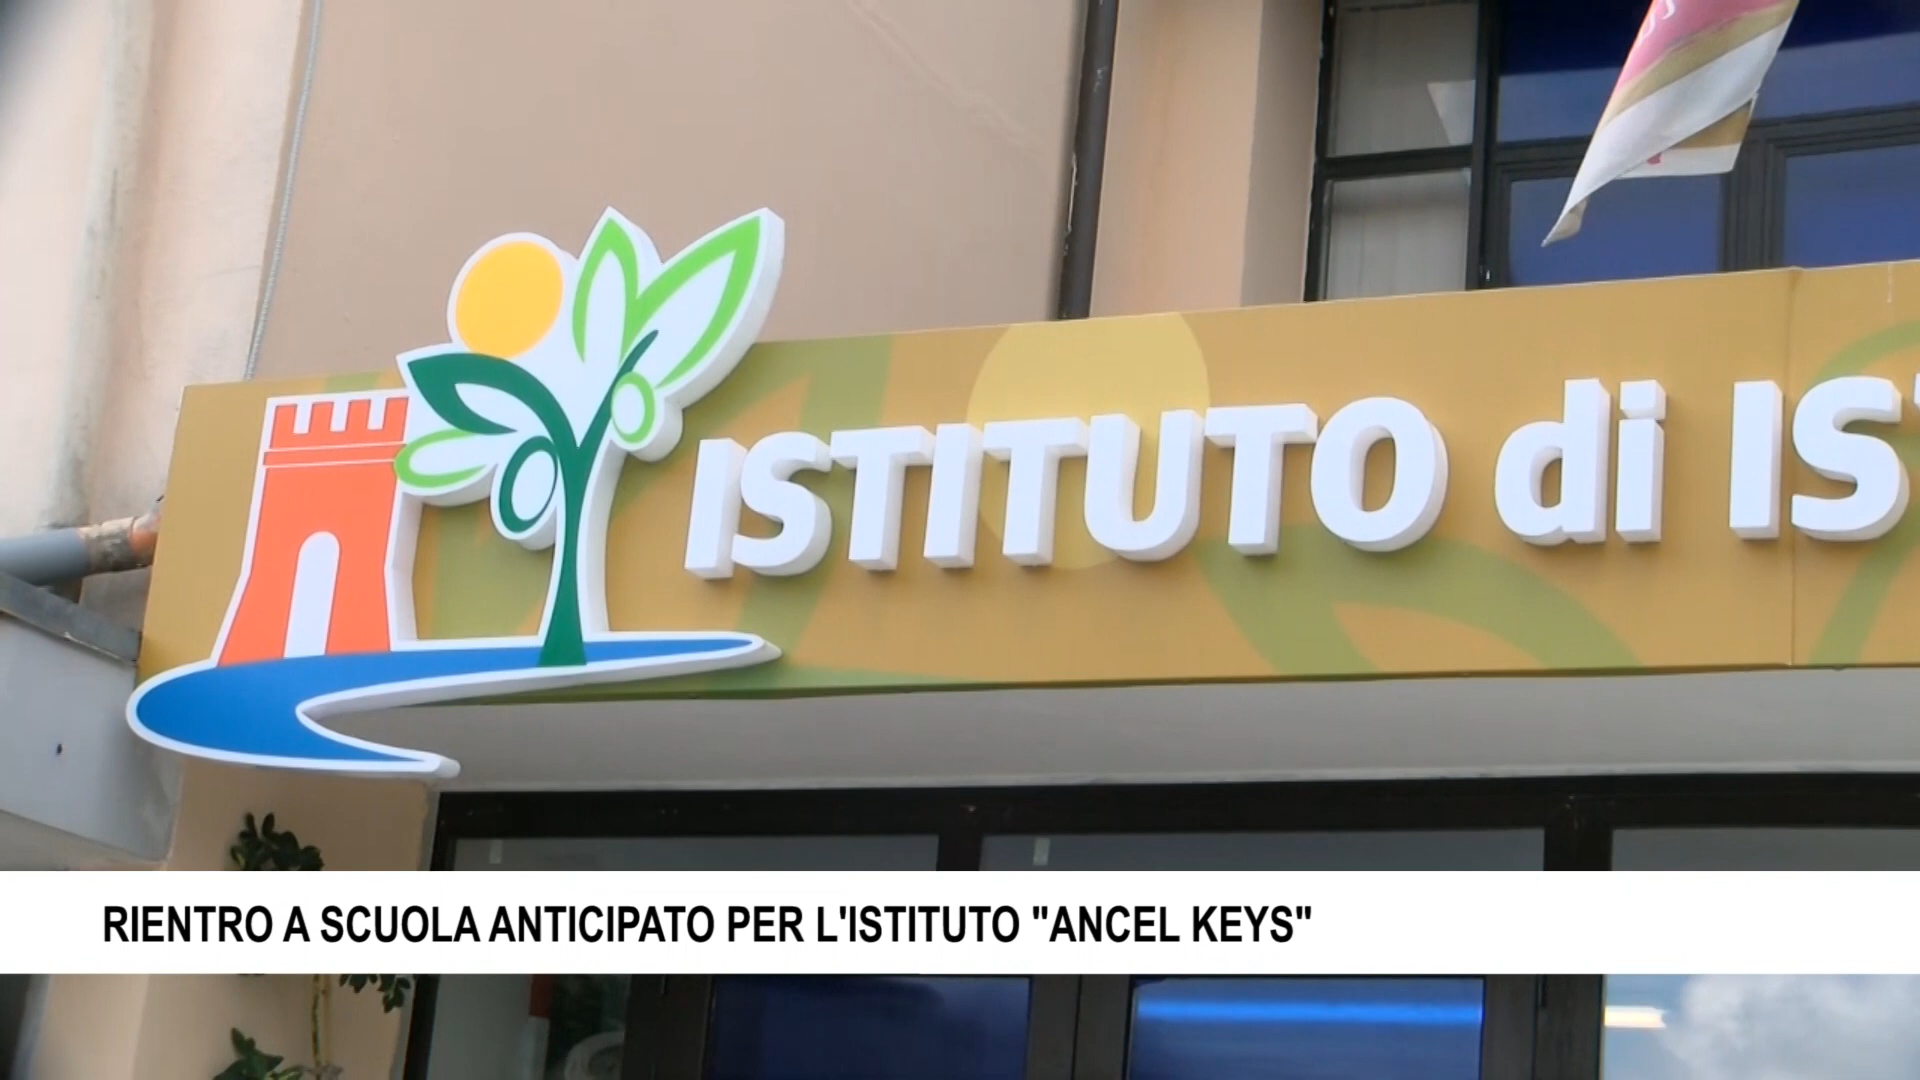 ISTITUTO di IS
RIENTRO A SCUOLA ANTICIPATO PER L'ISTITUTO "ANCEL KEYS"